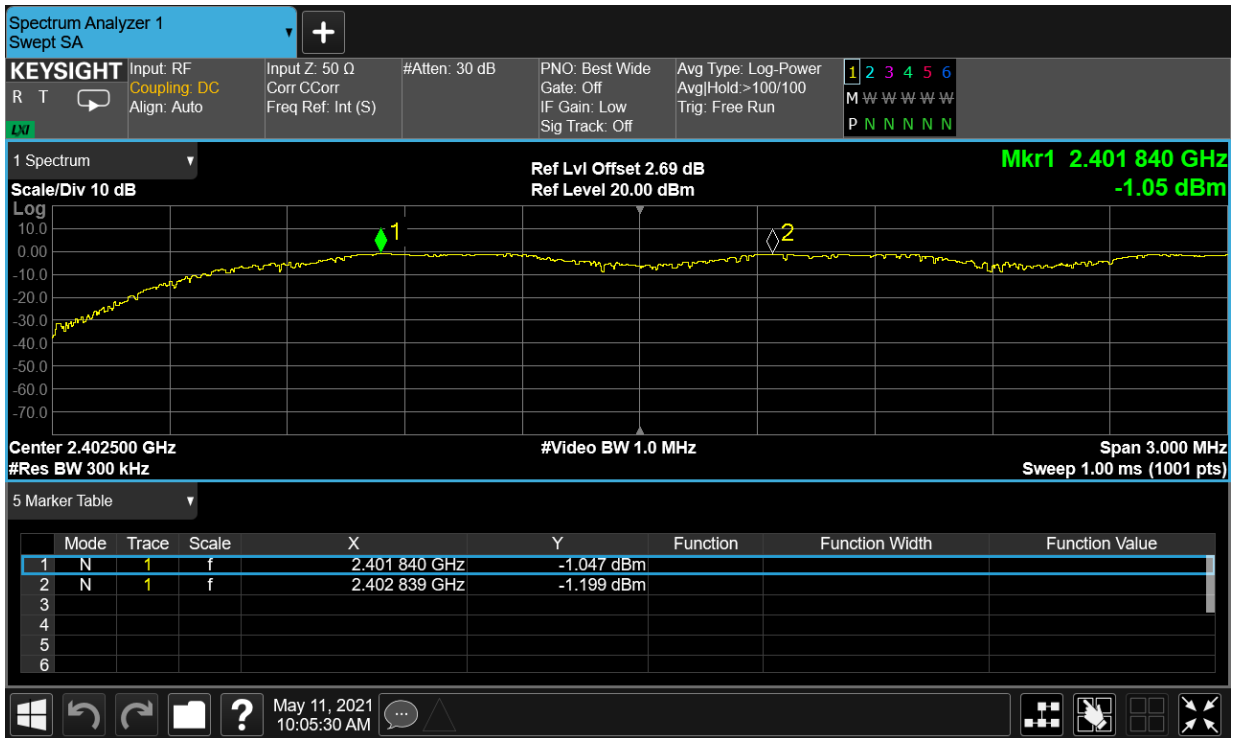 Spectrum Analyzer 1
Swept SA
+
KEYSIGHT
R T
LXI
Input: RF
Coupling: DC
Align: Auto
Input Z: 50 Ω
Corr CCorr
Freq Ref: Int (S)
#Atten: 30 dB
PNO: Best Wide
Gate: Off
IF Gain: Low
Sig Track: Off
Avg Type: Log-Power
Avg|Hold:>100/100
Trig: Free Run
1 2 3 4 5 6
M W W W W W
P N N N N N
1 Spectrum
Scale/Div 10 dB
Ref Lvl Offset 2.69 dB
Ref Level 20.00 dBm
Mkr1 2.401 840 GHz
-1.05 dBm
Log
10.0
0.00
-10.0
-20.0
-30.0
-40.0
-50.0
-60.0
-70.0
1
2
Center 2.402500 GHz
#Res BW 300 kHz
#Video BW 1.0 MHz
Span 3.000 MHz
Sweep 1.00 ms (1001 pts)
5 Marker Table
Mode Trace Scale X Y Function Function Width Function Value
1 N 1 f 2.401 840 GHz -1.047 dBm
2 N 1 f 2.402 839 GHz -1.199 dBm
3
4
5
6
?
May 11, 2021
10:05:30 AM